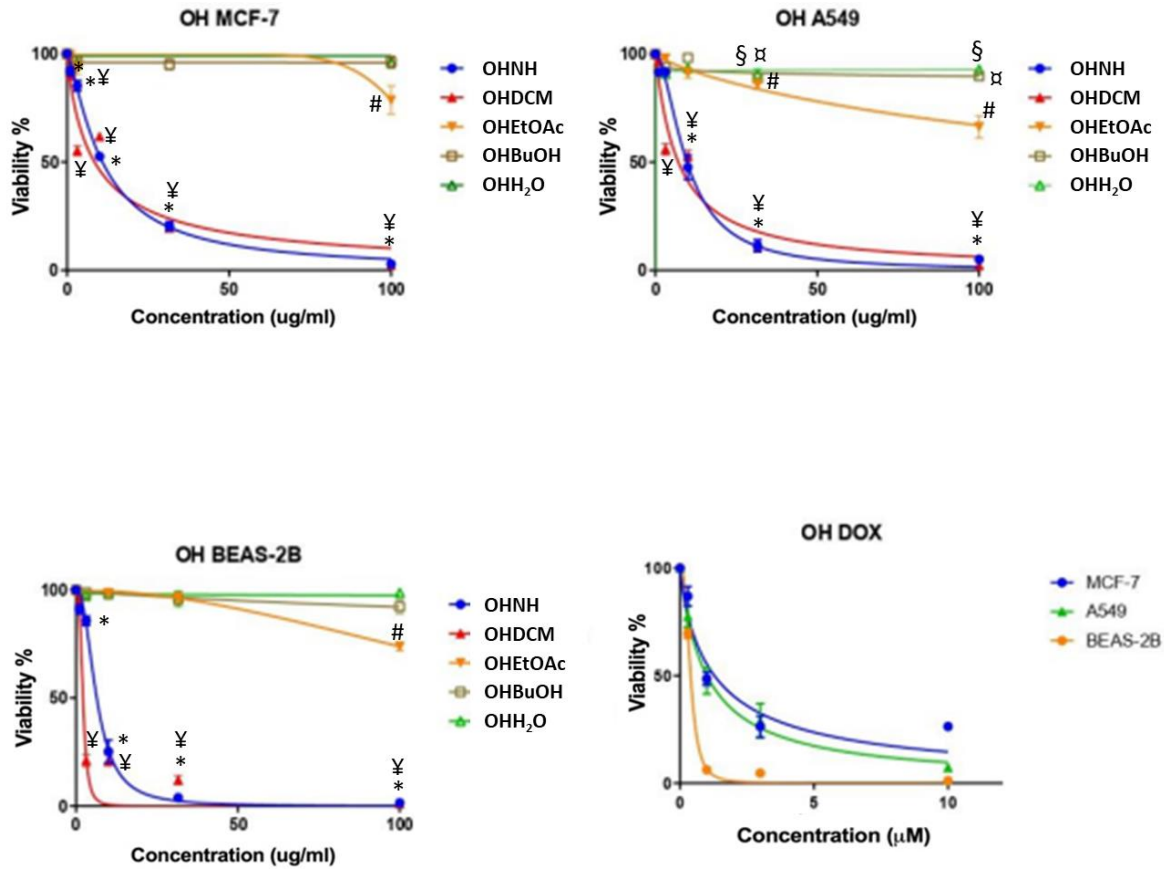 OH MCF-7
100
50
0
0 50 100
Viability %
Concentration (ug/ml)
* * ¥
¥ *
¥
¥
*
#
¥
*
OHNH
OHDCM
OHEtOAc
OHBuOH
OHH₂O
OH A549
100
50
0
0 50 100
Viability %
Concentration (ug/ml)
§ ¤
#
§
¤
#
¥
*
¥
¥
*
¥
*
OHNH
OHDCM
OHEtOAc
OHBuOH
OHH₂O
OH BEAS-2B
100
50
0
0 50 100
Viability %
Concentration (ug/ml)
*
#
¥ *
¥
¥
*
¥
*
OHNH
OHDCM
OHEtOAc
OHBuOH
OHH₂O
OH DOX
100
50
0
0 5 10
Viability %
Concentration (μM)
MCF-7
A549
BEAS-2B